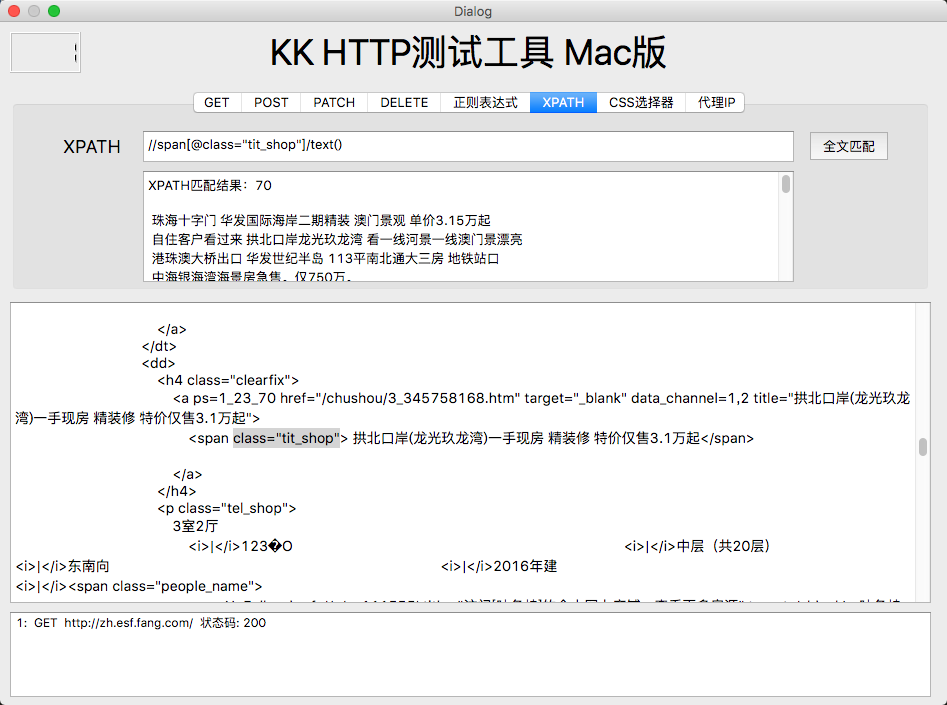 Dialog
KK HTTP测试工具 Mac版
GET POST PATCH DELETE 正则表达式 XPATH CSS选择器 代理IP
XPATH //span[@class="tit_shop"]/text() 全文匹配
XPATH匹配结果：70
珠海十字门 华发国际海岸二期精装 澳门景观 单价3.15万起
自住客户看过来 拱北口岸龙光玖龙湾 看一线河景一线澳门景漂亮
港珠澳大桥出口 华发世纪半岛 113平南北通大三房 地铁站口
中海银海湾海景房急售。仅750万。
</a>
</dt>
<dd>
<h4 class="clearfix">
<a ps=1_23_70 href="/chushou/3_345758168.htm" target="_blank" data_channel=1,2 title="拱北口岸(龙光玖龙
湾)一手现房 精装修 特价仅售3.1万起">
<span class="tit_shop"> 拱北口岸(龙光玖龙湾)一手现房 精装修 特价仅售3.1万起</span>
</a>
</h4>
<p class="tel_shop">
3室2厅
<i>|</i>123�O <i>|</i>中层（共20层）
<i>|</i>东南向 <i>|</i>2016年建
<i>|</i><span class="people_name">
1: GET http://zh.esf.fang.com/ 状态码: 200